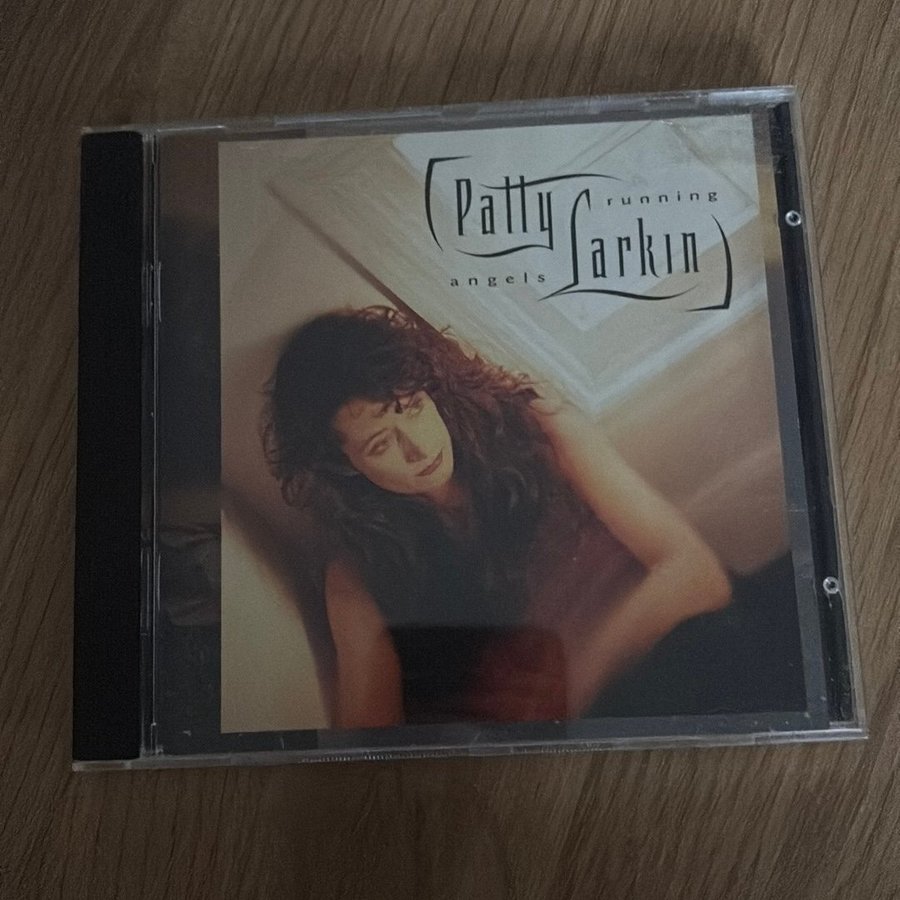 Patty
running
angels
Larkin